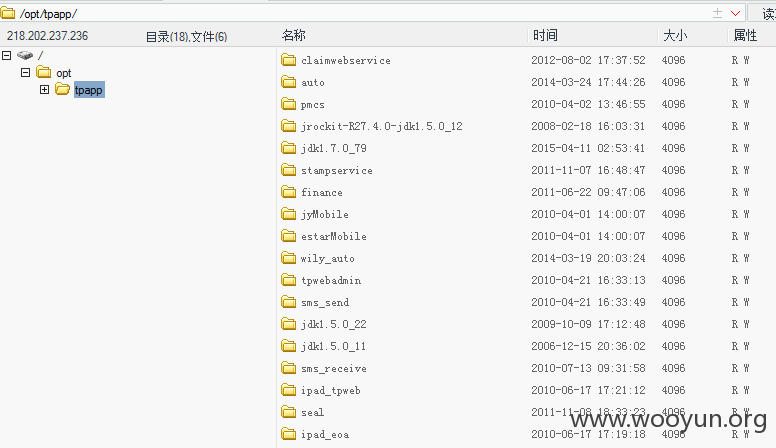 /opt/tpapp/ 读
218.202.237.236 目录(18),文件(6) 名称 时间 大小 属性
/
opt
tpapp
claimwebservice 2012-08-02 17:37:52 4096 R W
auto 2014-03-24 17:44:26 4096 R W
pmcs 2010-04-02 13:46:55 4096 R W
jrockit-R27.4.0-jdk1.5.0_12 2008-02-18 16:03:31 4096 R W
jdk1.7.0_79 2015-04-11 02:53:41 4096 R W
stampservice 2011-11-07 16:48:47 4096 R W
finance 2011-06-22 09:47:06 4096 R W
jyMobile 2010-04-01 14:00:07 4096 R W
estarMobile 2010-04-01 14:00:07 4096 R W
wily_auto 2014-03-19 20:03:24 4096 R W
tpwebadmin 2010-04-21 16:33:13 4096 R W
sms_send 2010-04-21 16:33:49 4096 R W
jdk1.5.0_22 2009-10-09 17:12:48 4096 R W
jdk1.5.0_11 2006-12-15 20:36:02 4096 R W
sms_receive 2010-07-13 09:31:58 4096 R W
ipad_tpweb 2010-06-17 17:21:12 4096 R W
seal 2011-11-08 18:33:23 4096 R W
ipad_eoa 2010-06-17 17:19:18 4096 R W
www.wooyun.org